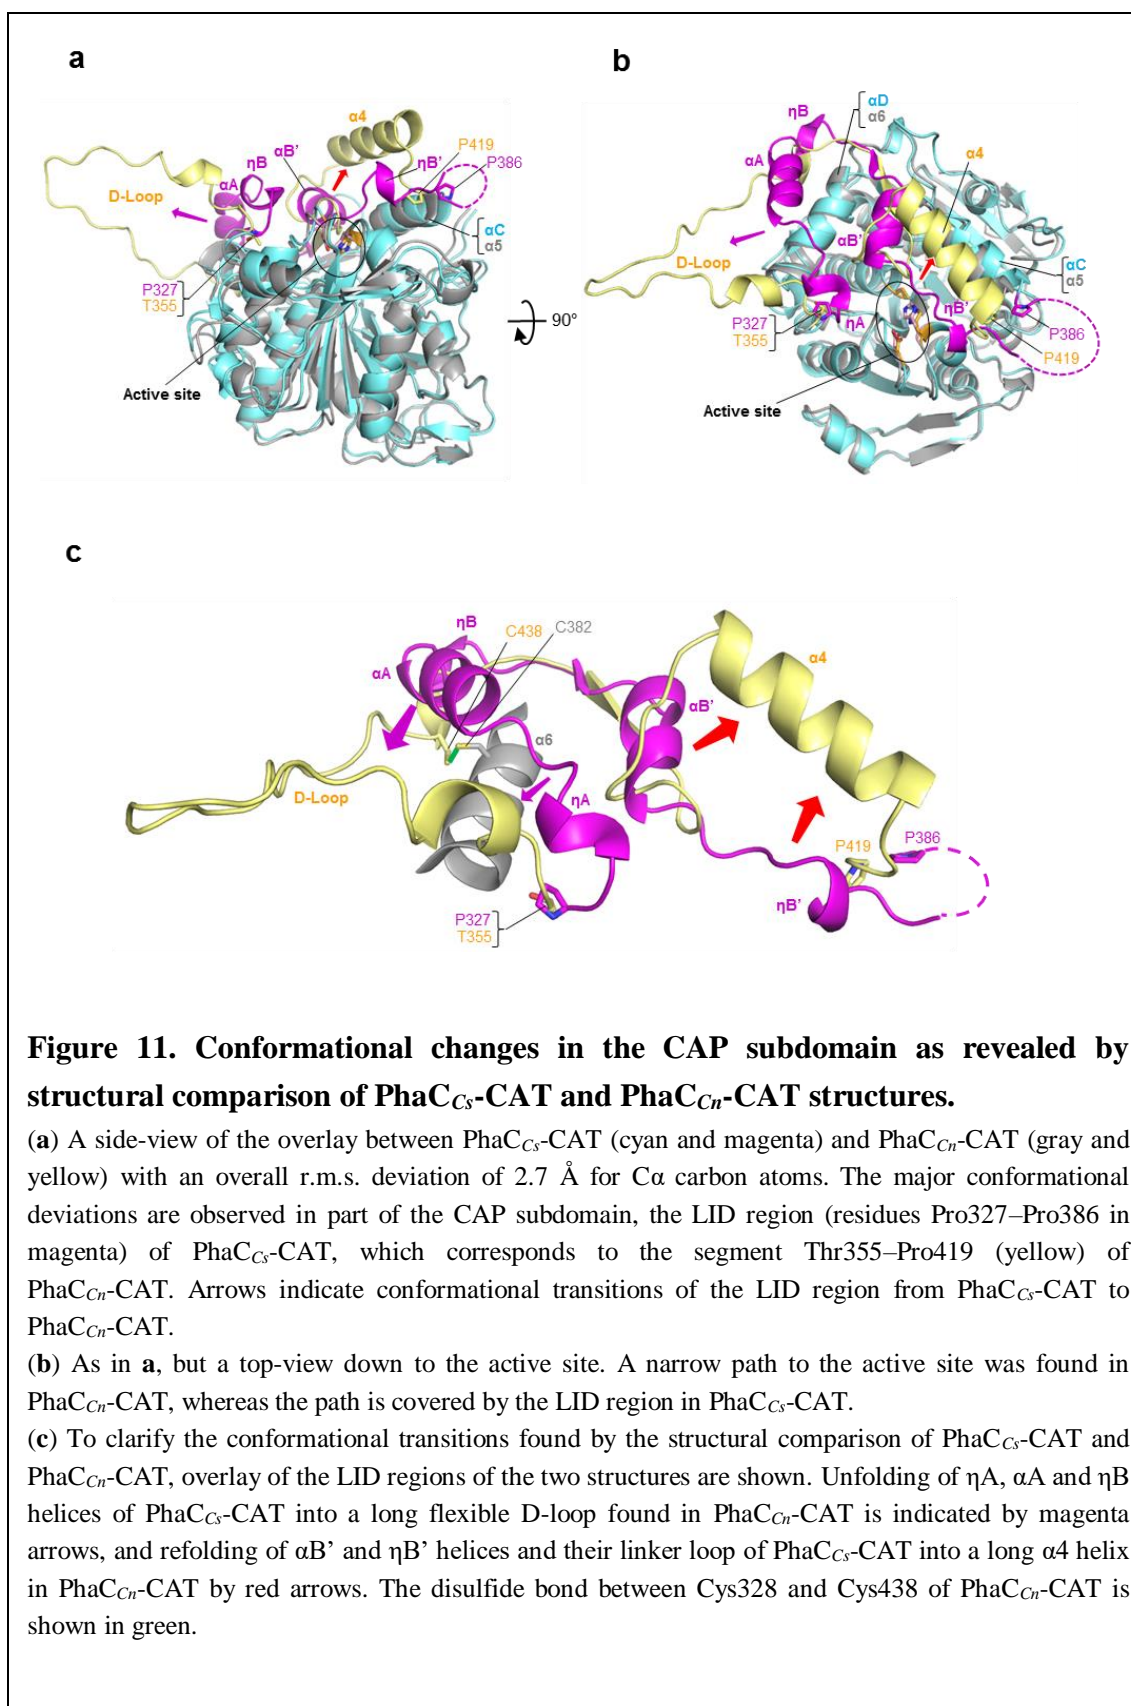 a
α4
αB'
ηB
ηB'
P419
P386
αA
D-Loop
αC
α5
P327
T355
Active site
90°
b
αD
α6
ηB
αA
α4
αB'
D-Loop
αC
α5
ηB'
P327
T355
ηA
P386
P419
Active site
c
ηB
C438
C382
αA
α4
αB'
α6
D-Loop
ηA
P419
P386
P327
T355
ηB'
Figure 11. Conformational changes in the CAP subdomain as revealed by
structural comparison of PhaCCs-CAT and PhaCCn-CAT structures.
(a) A side-view of the overlay between PhaCCs-CAT (cyan and magenta) and PhaCCn-CAT (gray and
yellow) with an overall r.m.s. deviation of 2.7 Å for Cα carbon atoms. The major conformational
deviations are observed in part of the CAP subdomain, the LID region (residues Pro327–Pro386 in
magenta) of PhaCCs-CAT, which corresponds to the segment Thr355–Pro419 (yellow) of
PhaCCn-CAT. Arrows indicate conformational transitions of the LID region from PhaCCs-CAT to
PhaCCn-CAT.
(b) As in a, but a top-view down to the active site. A narrow path to the active site was found in
PhaCCn-CAT, whereas the path is covered by the LID region in PhaCCs-CAT.
(c) To clarify the conformational transitions found by the structural comparison of PhaCCs-CAT and
PhaCCn-CAT, overlay of the LID regions of the two structures are shown. Unfolding of ηA, αA and ηB
helices of PhaCCs-CAT into a long flexible D-loop found in PhaCCn-CAT is indicated by magenta
arrows, and refolding of αB’ and ηB’ helices and their linker loop of PhaCCs-CAT into a long α4 helix
in PhaCCn-CAT by red arrows. The disulfide bond between Cys328 and Cys438 of PhaCCn-CAT is
shown in green.